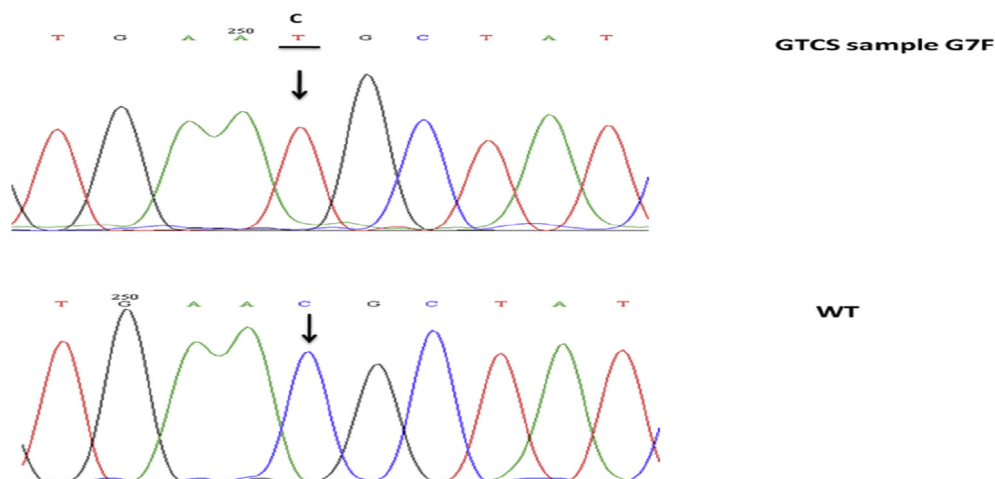 C
250
T G A A T G C T A T
GTCS sample G7F
250
T G A A C G C T A T
WT